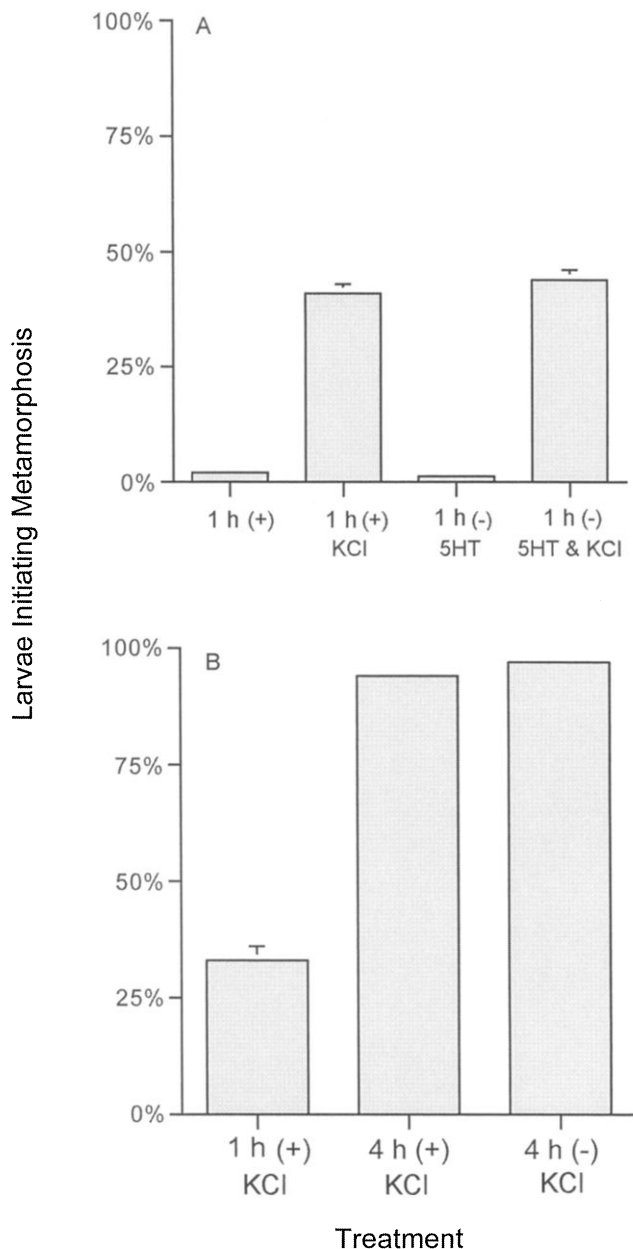 A
100%
75%
50%
25%
0%
1 h (+)
1 h (+)
KCl
1 h (-)
5HT
1 h (-)
5HT & KCl
Larvae Initiating Metamorphosis
B
100%
75%
50%
25%
0%
1 h (+)
KCl
4 h (+)
KCl
4 h (-)
KCl
Treatment